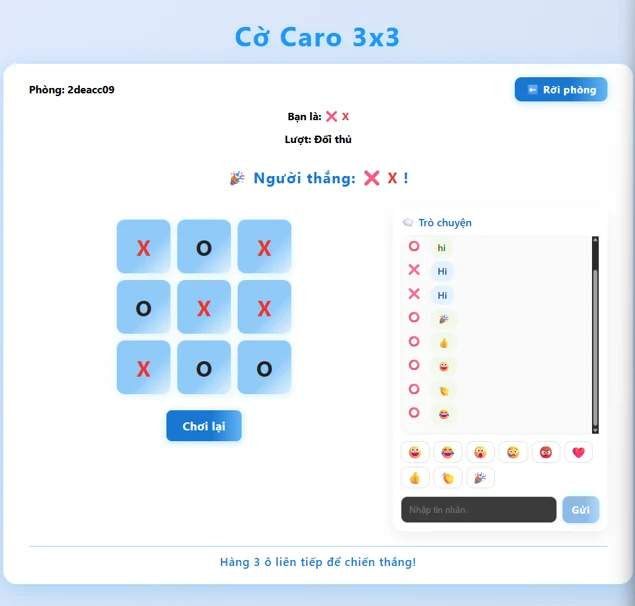 Cờ Caro 3x3
Phòng: 2deacc09
⬅️ Rời phòng
Bạn là: ❌ X
Lượt: Đối thủ
🎉 Người thắng: ❌ X !
X O X
O X X
X O O
Chơi lại
💬 Trò chuyện
⭕ hi
❌ Hi
❌ Hi
⭕ 🎉
⭕ 👍
⭕ 😀
⭕ 👏
⭕ 😂
😀 😂 😱 😳 😡 💖
👍 👏 🎉
Nhập tin nhắn...
Gửi
Hàng 3 ô liên tiếp để chiến thắng!